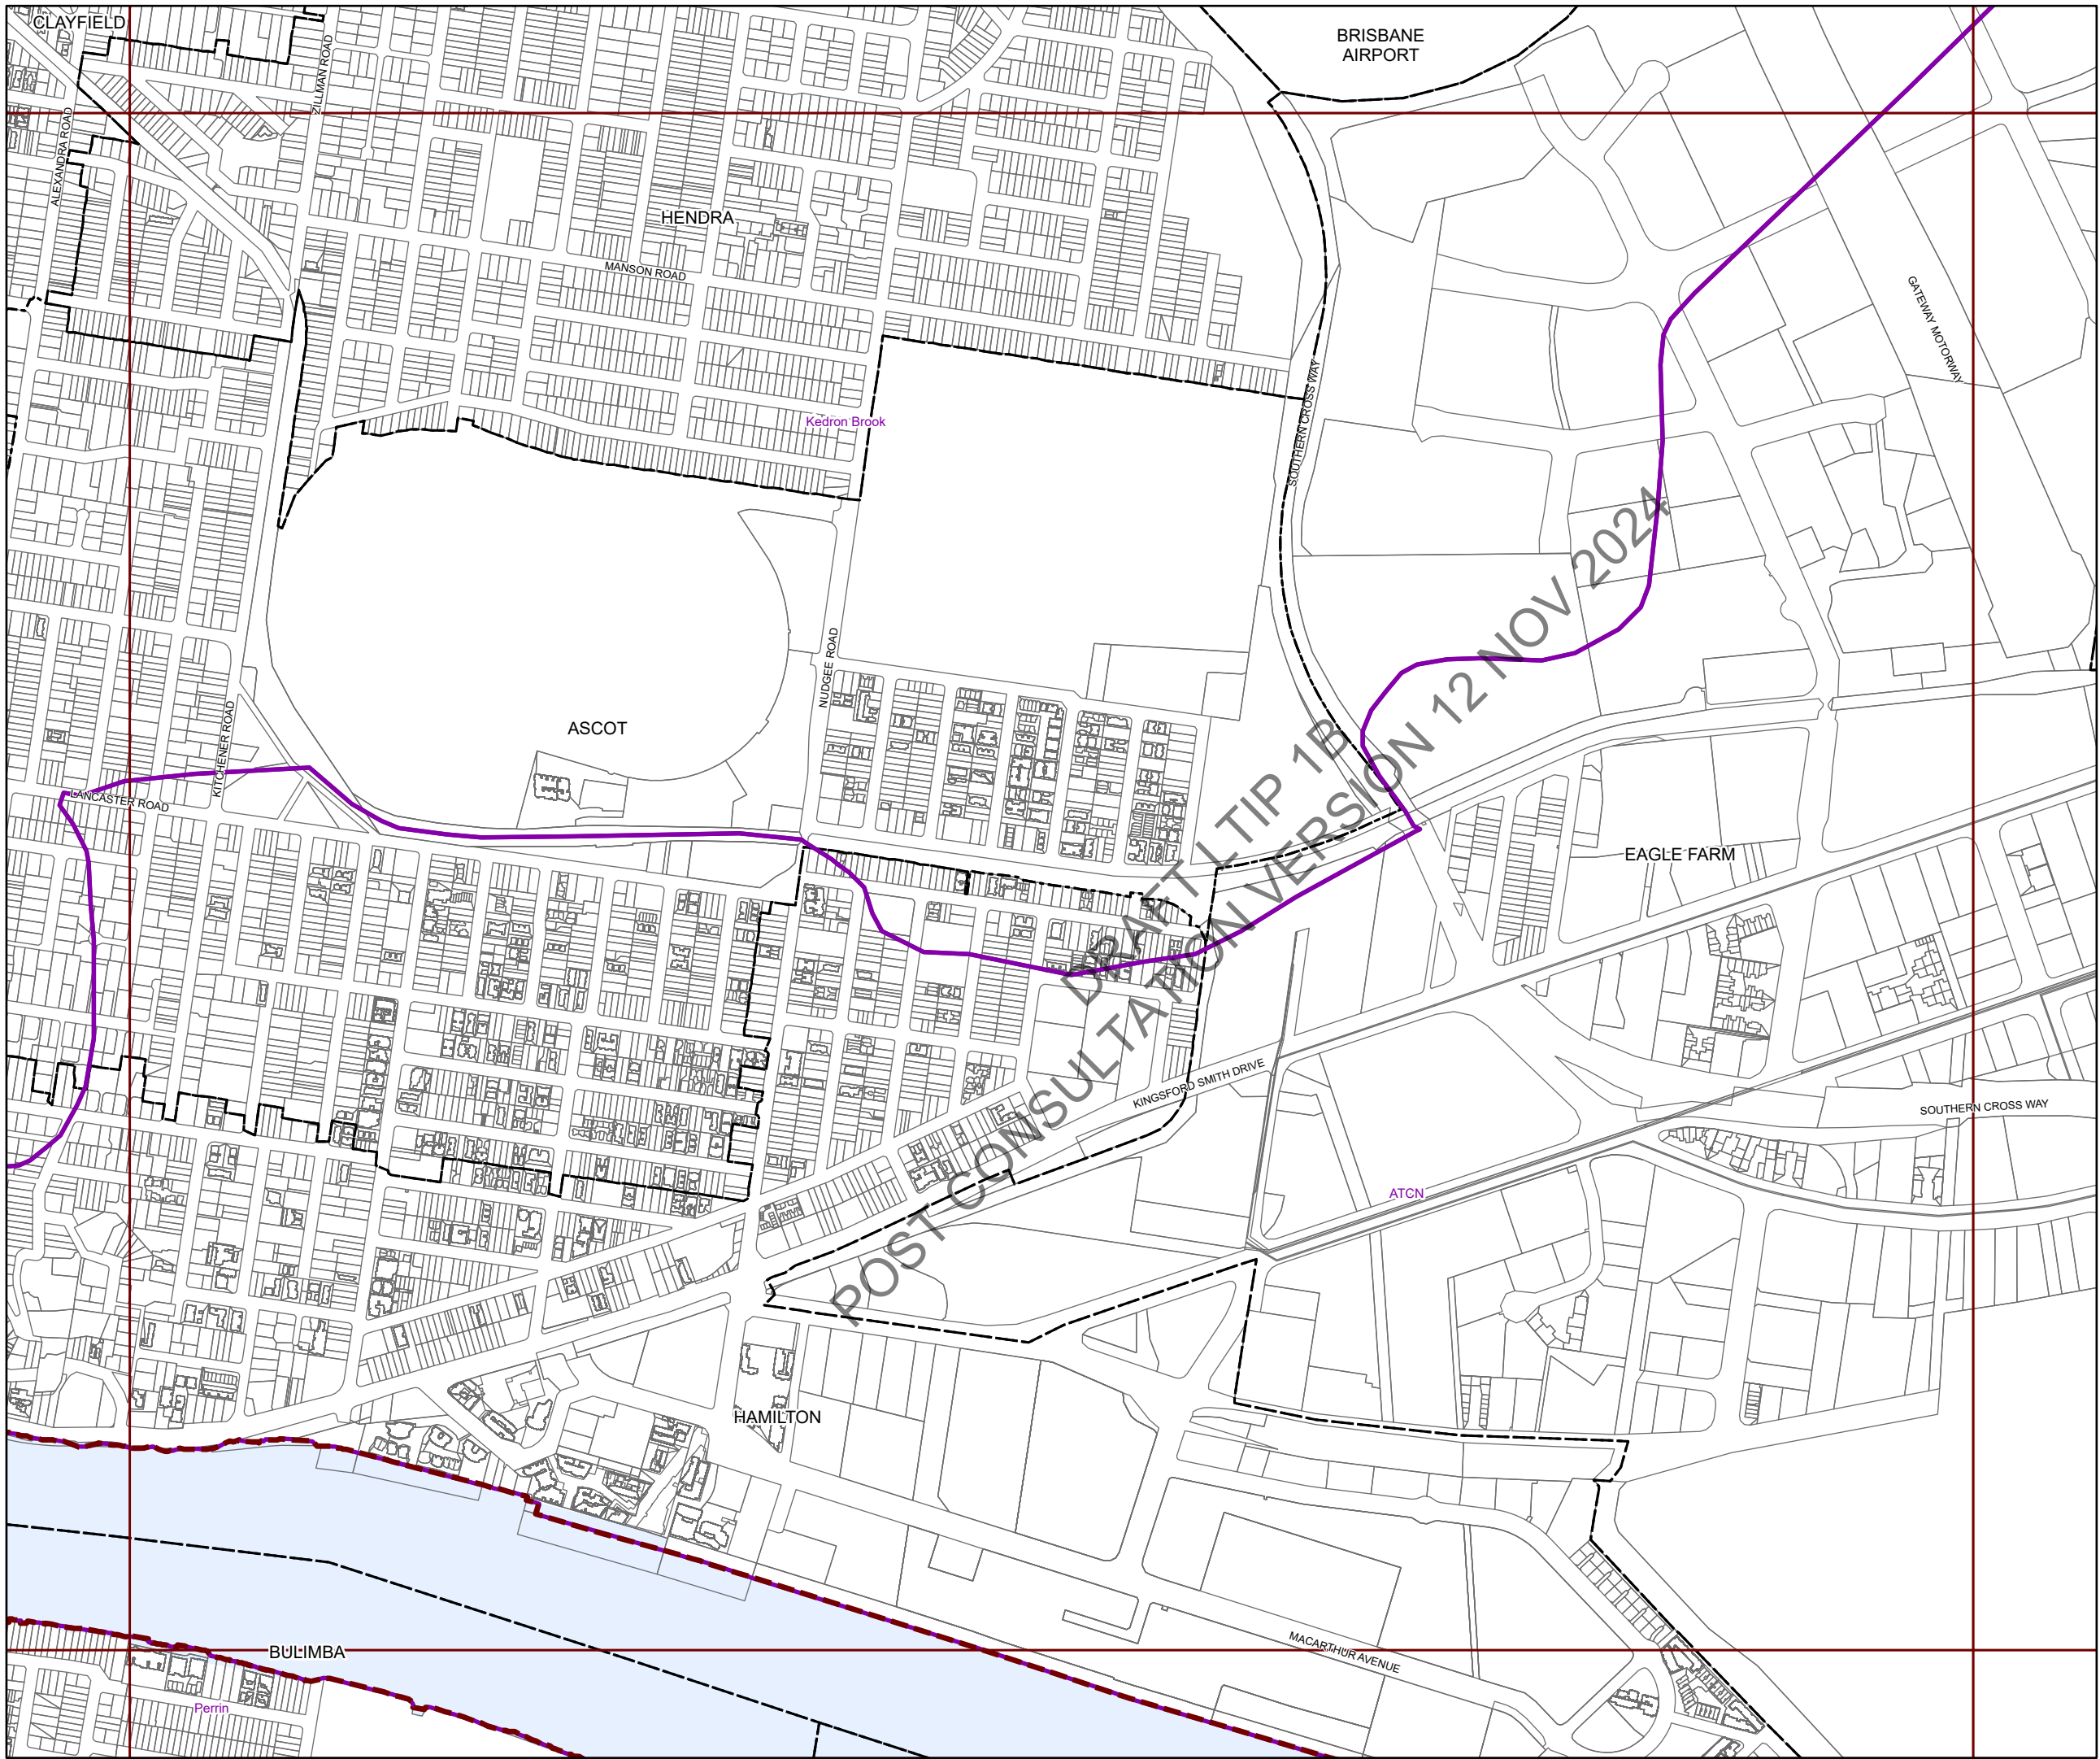 CLAYFIELD
BRISBANE
AIRPORT
ZILLMAN ROAD
ALEXANDRA ROAD
HENDRA
MANSON ROAD
GATEWAY MOTORWAY
SOUTHERN CROSS WAY
Kedron Brook
NUDGEE ROAD
KITCHENER ROAD
ASCOT
LANCASTER ROAD
EAGLE FARM
DRAFT LTIP 1B
POST CONSULTATION VERSION 12 NOV 2024
KINGSFORD SMITH DRIVE
SOUTHERN CROSS WAY
ATCN
HAMILTON
MACARTHUR AVENUE
BULIMBA
Perrin